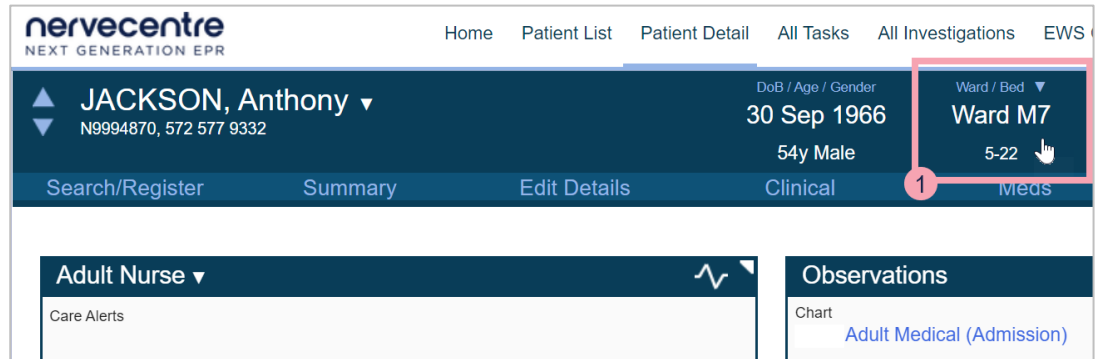 nervecentre
NEXT GENERATION EPR
Home Patient List Patient Detail All Tasks All Investigations EWS
JACKSON, Anthony ▼
N9994870, 572 577 9332
DoB / Age / Gender
30 Sep 1966
54y Male
Ward / Bed ▼
Ward M7
5-22
1
Search/Register Summary Edit Details Clinical Meds
Adult Nurse ▼
Care Alerts
Observations
Chart
Adult Medical (Admission)